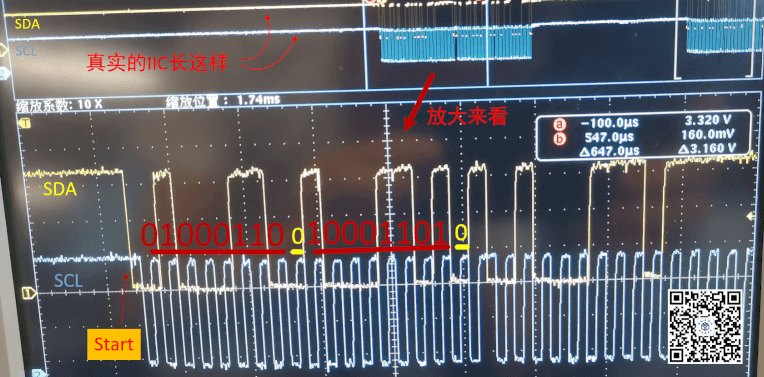 SDA
SCL
真实的IIC长这样
缩放系数: 10 X
缩放位置: 1.74ms
放大来看
a -100.0μs 3.320 V
b 547.0μs 160.0mV
Δ647.0μs Δ3.160 V
SDA
01000110 0 10001101 0
SCL
Start
1
2